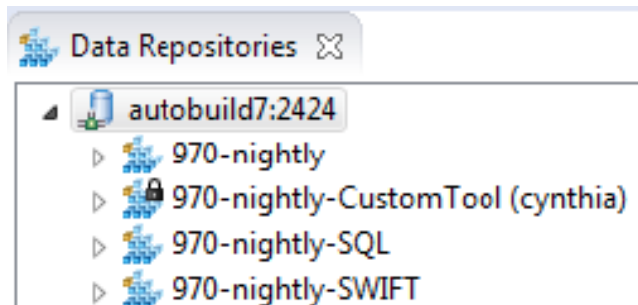 Data Repositories
autobuild7:2424
970-nightly
970-nightly-CustomTool (cynthia)
970-nightly-SQL
970-nightly-SWIFT